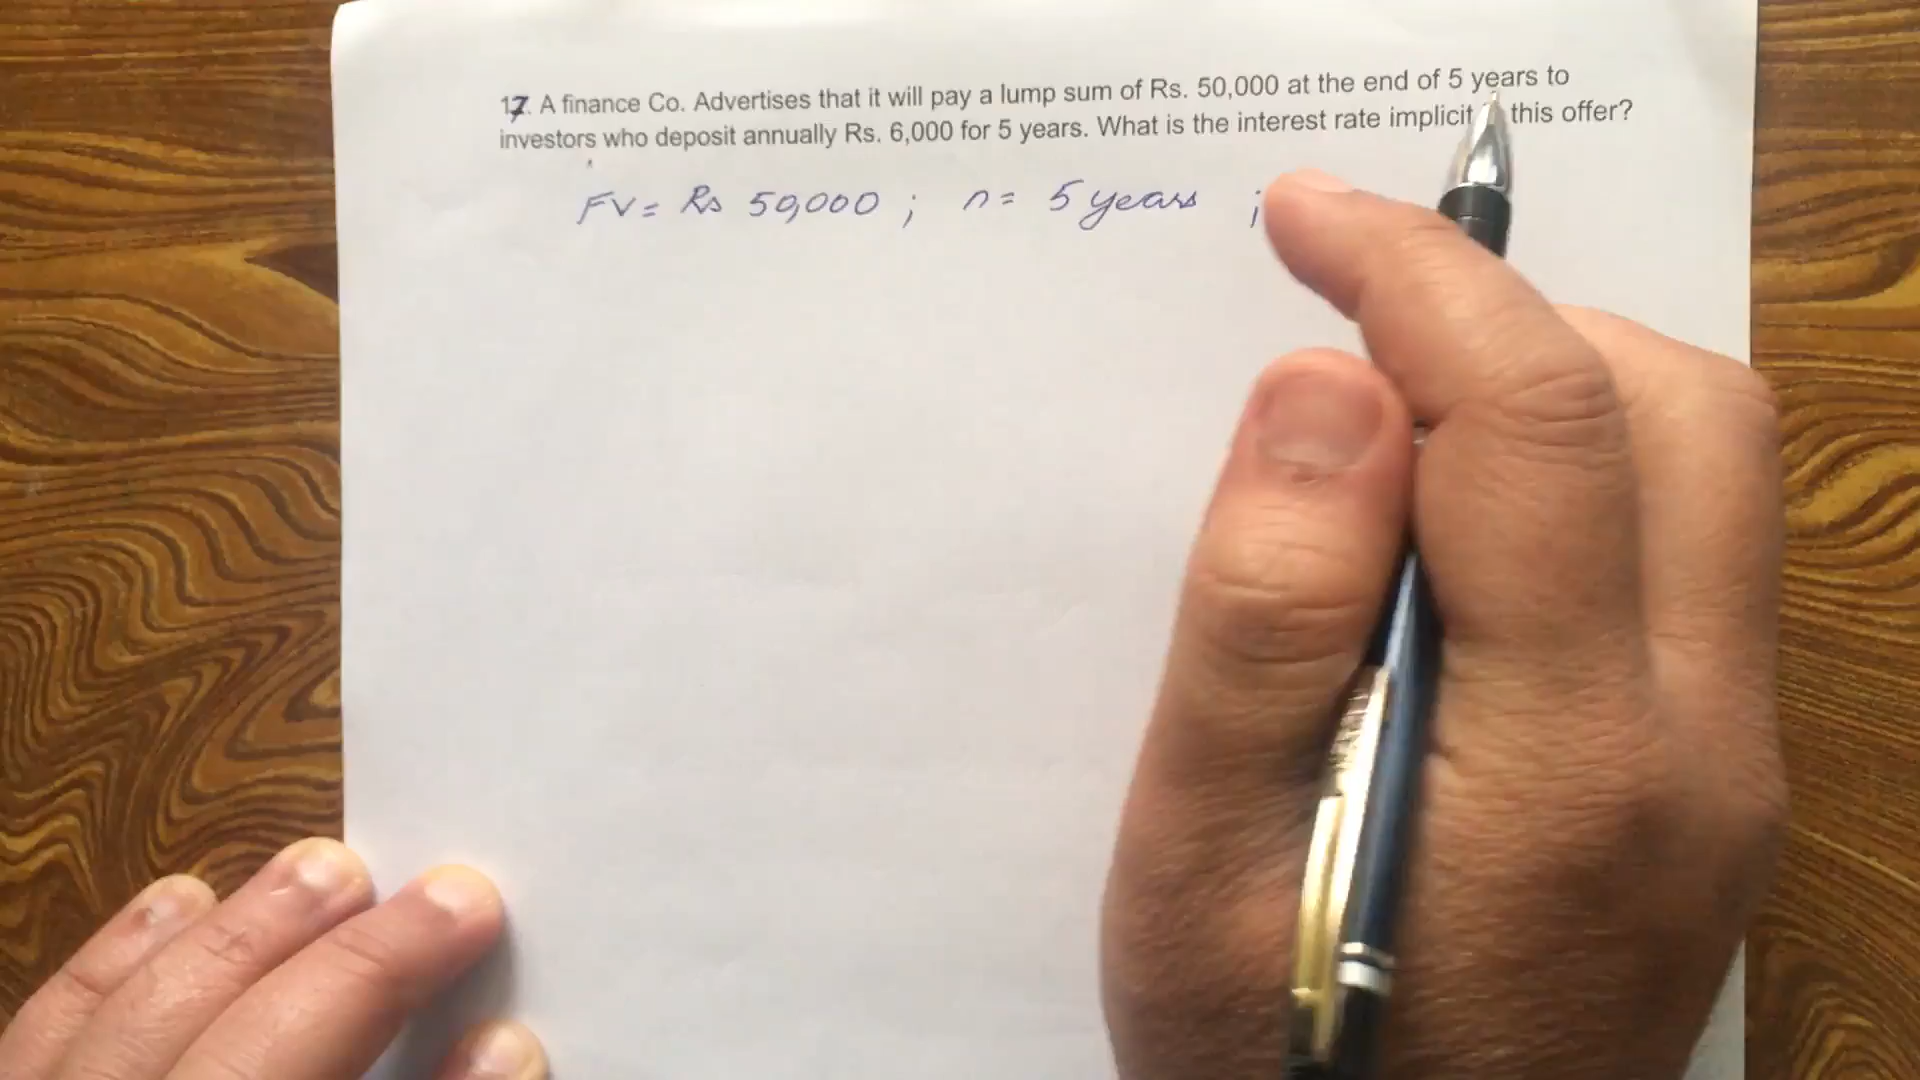 17. A finance Co. Advertises that it will pay a lump sum of Rs. 50,000 at the end of 5 years to
investors who deposit annually Rs. 6,000 for 5 years. What is the interest rate implicit this offer?
FV = Rs 50,000 ; n = 5 years ;